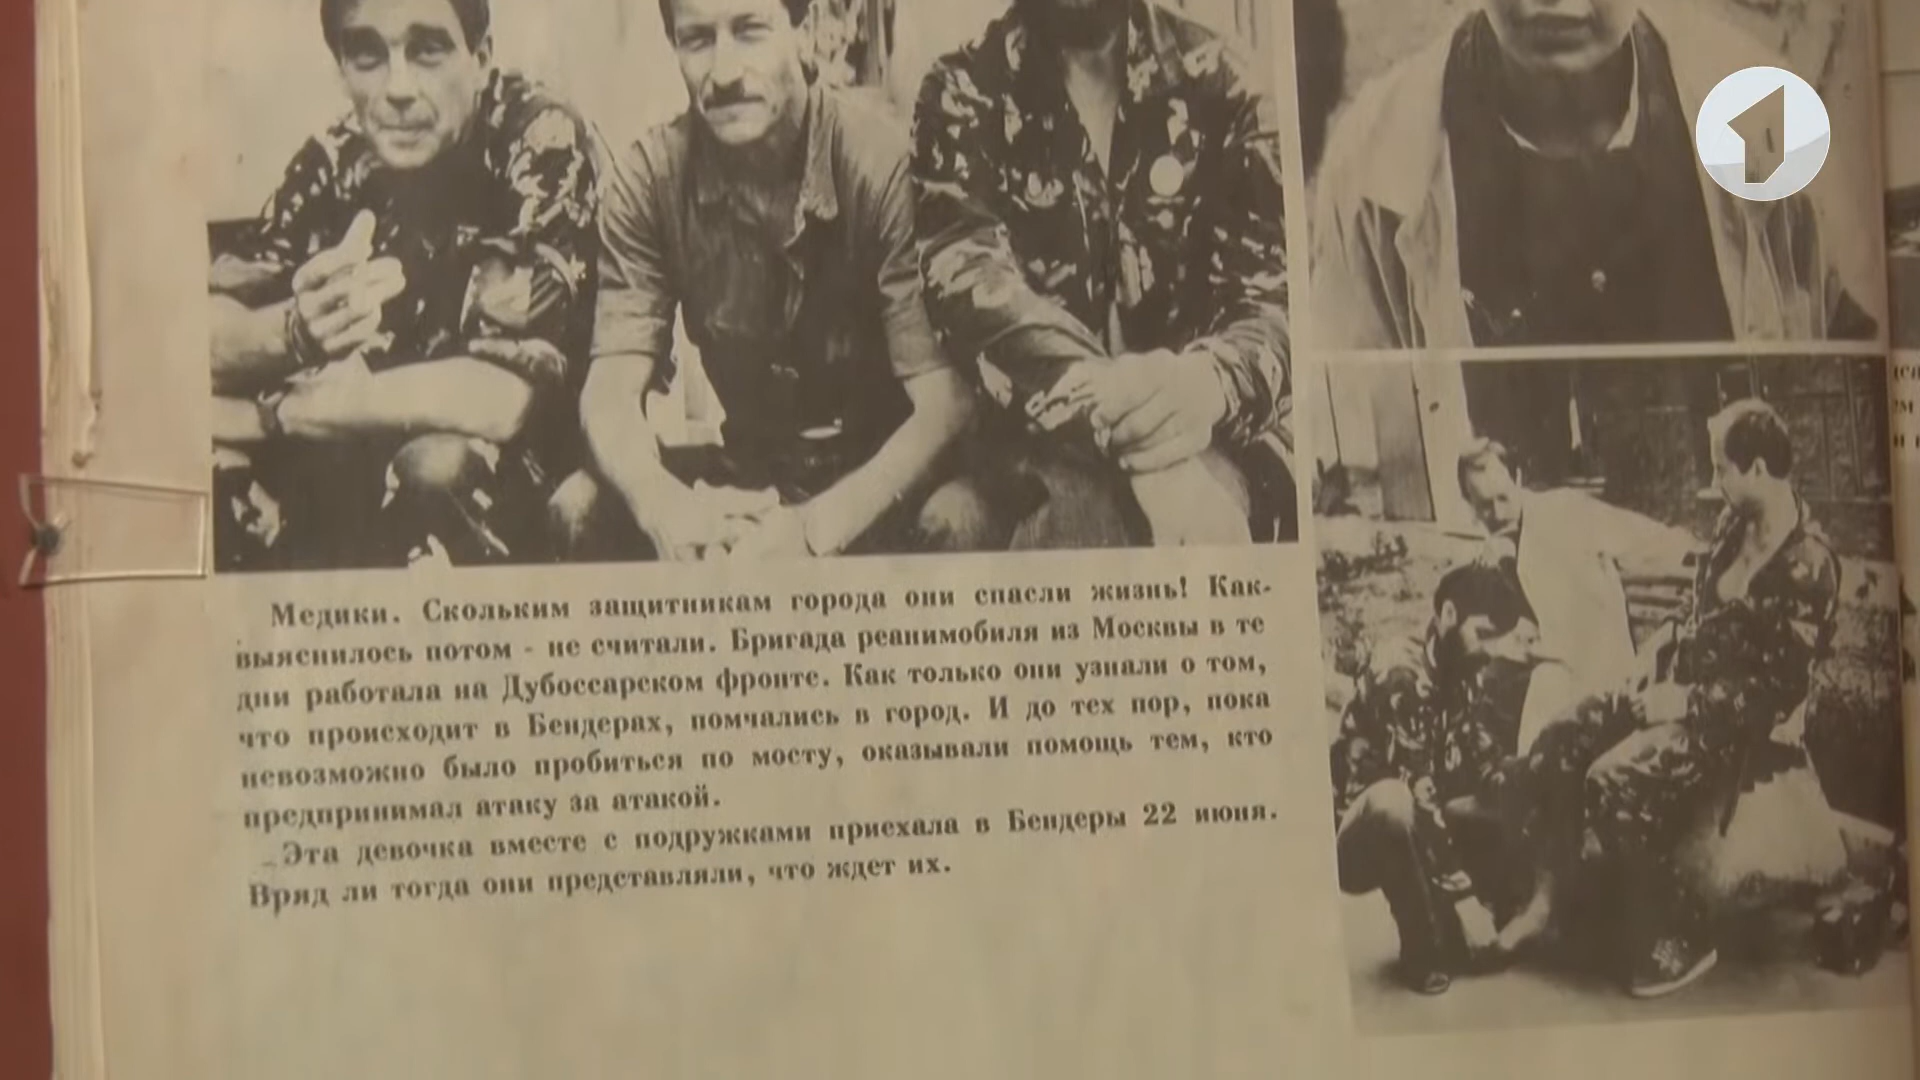 Медики. Скольким защитникам города они спасли жизнь! Как-
выяснилось потом - не считали. Бригада реанимобиля из Москвы в те
дни работала на Дубоссарском фронте. Как только они узнали о том,
что происходит в Бендерах, помчались в город. И до тех пор, пока
невозможно было пробиться по мосту, оказывали помощь тем, кто
предпринимал атаку за атакой.
Эта девочка вместе с подружками приехала в Бендеры 22 июня.
Вряд ли тогда они представляли, что ждет их.